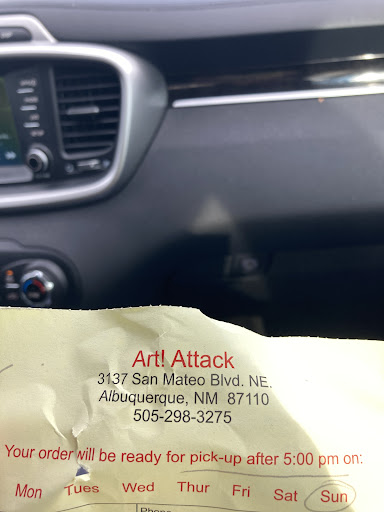 Art! Attack
3137 San Mateo Blvd. NE.
Albuquerque, NM 87110
505-298-3275
Your order will be ready for pick-up after 5:00 pm on:
Mon Tues Wed Thur Fri Sat Sun
Phone